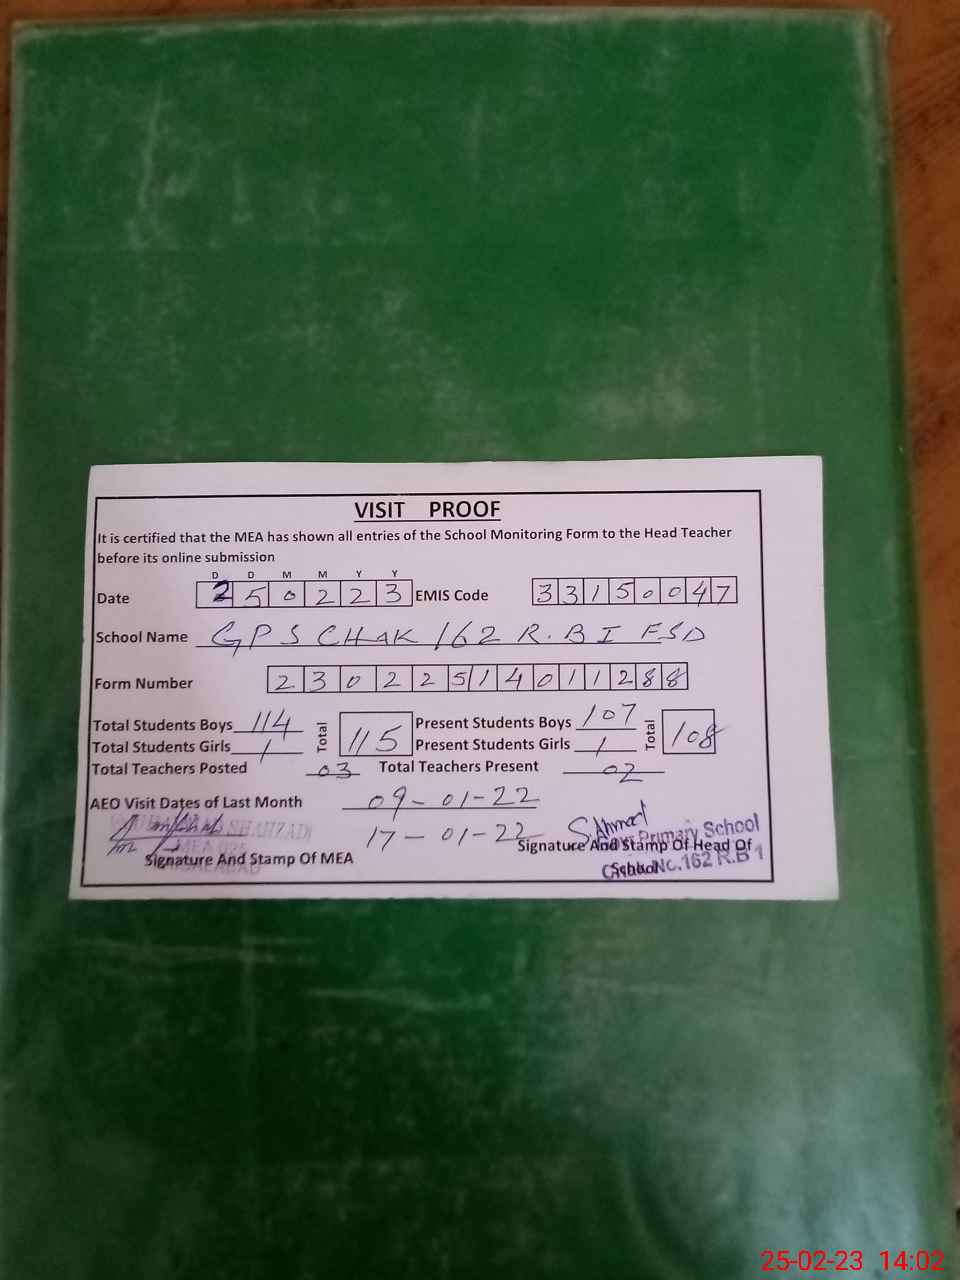 VISIT PROOF
It is certified that the MEA has shown all entries of the School Monitoring Form to the Head Teacher
before its online submission
D D M M Y Y
Date 2 5 0 2 2 3 EMIS Code 3 3 1 5 0 0 4 7
School Name GPS CHAK 162 R.B I FSD
Form Number 2 3 0 2 2 5 1 4 0 1 1 2 8 8
Total Students Boys 114 Total 115 Present Students Boys 107 Total 108
Total Students Girls 1 Present Students Girls 1
Total Teachers Posted 03 Total Teachers Present 02
AEO Visit Dates of Last Month 09-01-22
17-01-22
SHAHZADI
MEA
Signature And Stamp Of MEA
S.Ahmad
Primary School
Signature And Stamp Of Head Of
School
No.162 R.B 1
25-02-23 14:02